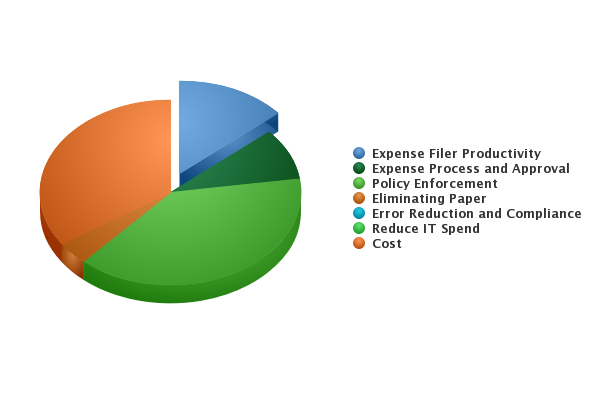 Expense Filer Productivity
Expense Process and Approval
Policy Enforcement
Eliminating Paper
Error Reduction and Compliance
Reduce IT Spend
Cost